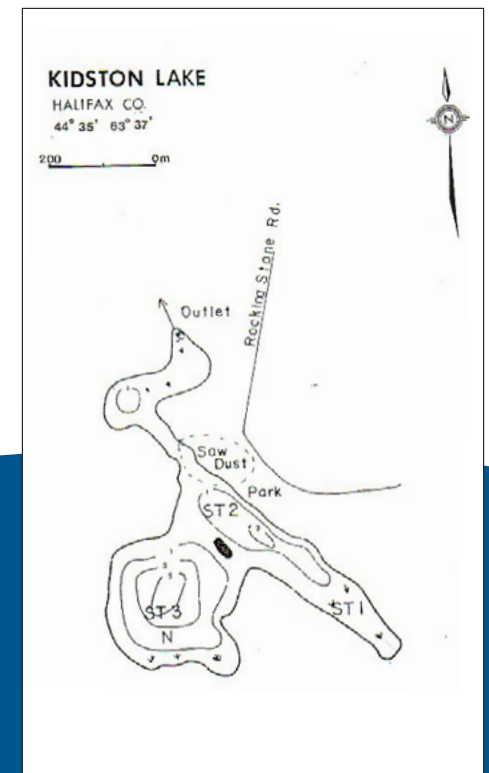 KIDSTON LAKE
HALIFAX CO.
44° 35' 63° 37'
200 0m
N
Rocking Stone Rd.
Outlet
Saw
Dust
Park
ST 2
ST 3
ST 1
N